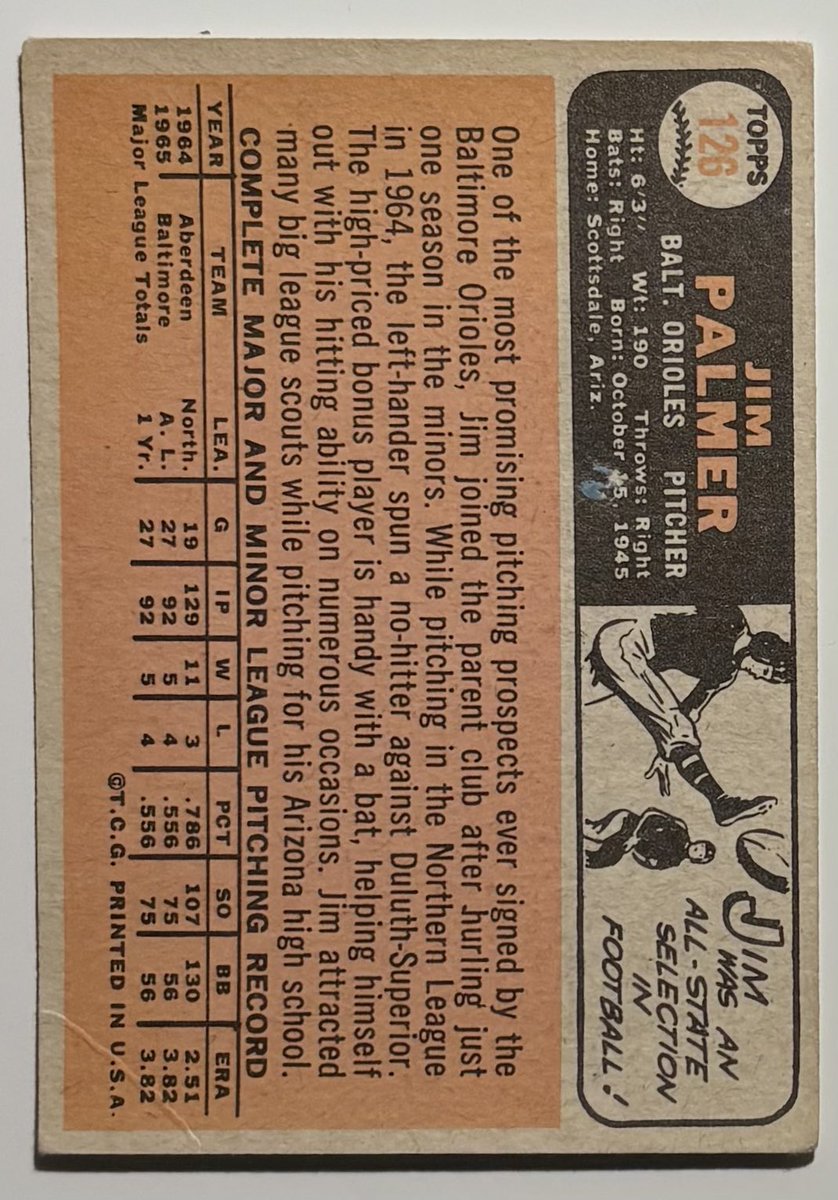 TOPPS
126
JIM
PALMER
BALT. ORIOLES PITCHER
Ht: 6'3" Wt: 190 Throws: Right
Bats: Right Born: October 15, 1945
Home: Scottsdale, Ariz.
JIM
WAS AN
ALL-STATE
SELECTION
IN
FOOTBALL!
One of the most promising pitching prospects ever signed by the
Baltimore Orioles, Jim joined the parent club after hurling just
one season in the minors. While pitching in the Northern League
in 1964, the left-hander spun a no-hitter against Duluth-Superior.
The high-priced bonus player is handy with a bat, helping himself
out with his hitting ability on numerous occasions. Jim attracted
many big league scouts while pitching for his Arizona high school.
COMPLETE MAJOR AND MINOR LEAGUE PITCHING RECORD
YEAR TEAM LEA. G IP W L PCT SO BB ERA
1964 Aberdeen North. 19 129 11 3 .786 107 130 2.51
1965 Baltimore A. L. 27 92 5 4 .556 75 56 3.82
Major League Totals 1 Yr. 27 92 5 4 .556 75 56 3.82
©T.C.G. PRINTED IN U.S.A.